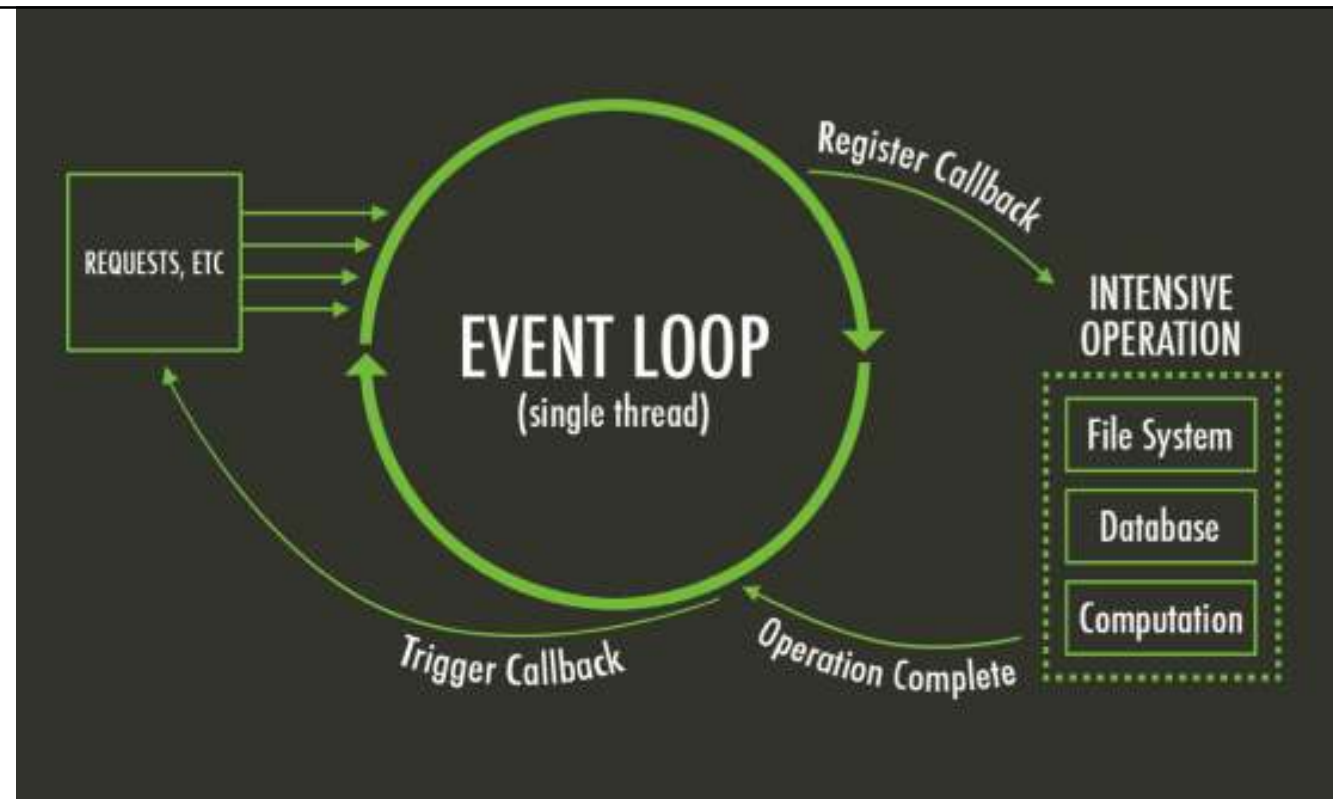 REQUESTS, ETC
EVENT LOOP
(single thread)
Register Callback
INTENSIVE
OPERATION
File System
Database
Computation
Operation Complete
Trigger Callback